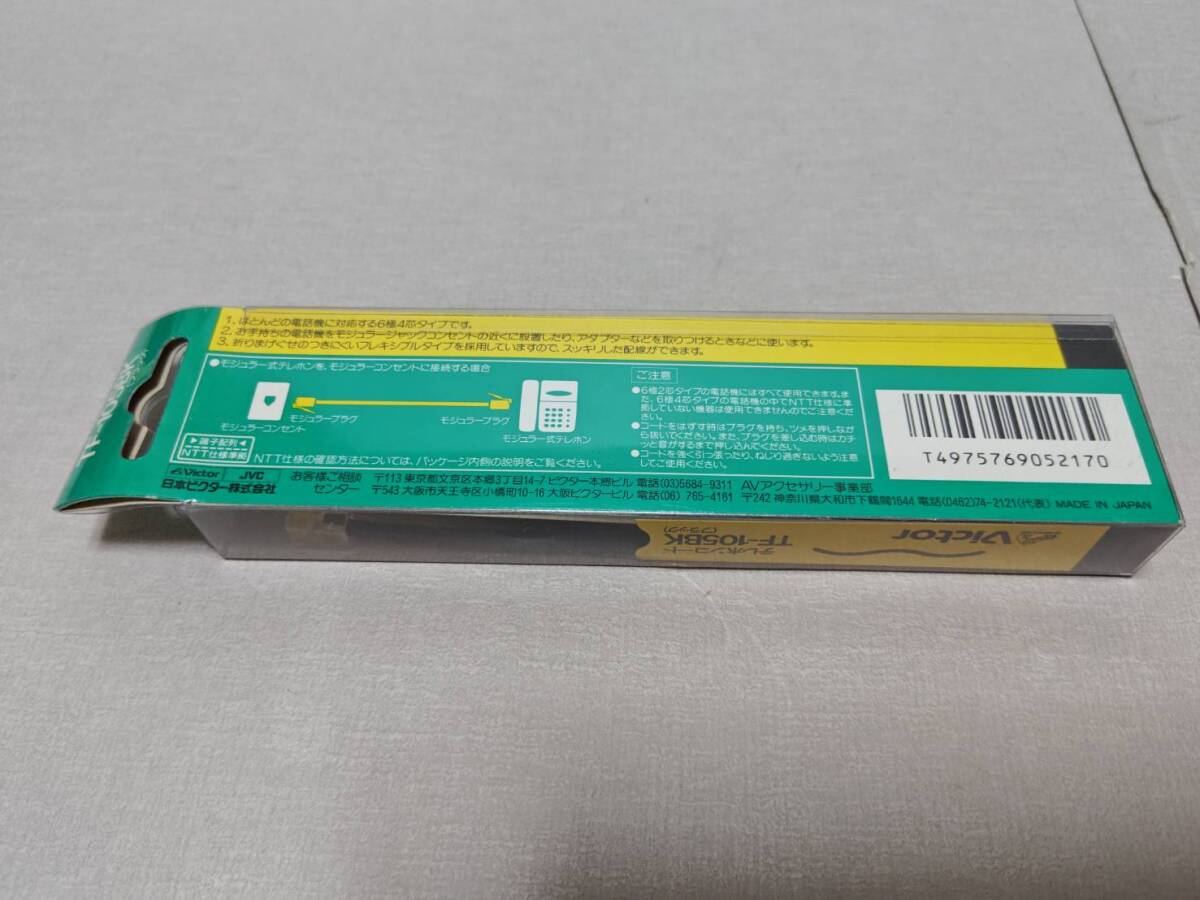 1. ほとんどの電話機に対応する6極4芯タイプです。
2. お手持ちの電話機をモジュラージャックコンセントの近くに設置したり、アダプターなどを取りつけるときなどに使います。
3. 折りまげぐせのつきにくいフレキシブルタイプを採用していますので、スッキリした配線ができます。
●モジュラー式テレホンを、モジュラーコンセントに接続する場合
モジュラープラグ
モジュラープラグ
モジュラーコンセント
モジュラー式テレホン
▶端子配列◀
NTT仕様準拠
NTT仕様の確認方法については、パッケージ内側の説明をご覧ください。
ご注意
●6極2芯タイプの電話機にはすべて使用できます。ま
た、6極4芯タイプの電話機の中でNTT仕様に準
拠していない機器は使用できませんのでご注意くだ
さい。
●コードをはずす時はプラグを持ち、ツメを押しなが
ら抜いてください。また、プラグを差し込む時はカチ
ッと音がするまで押し込んでください。
●コードを強く引っ張ったり、ねじり過ぎないよう注意
してご使用ください。
T4975769052170
Victor JVC
日本ビクター株式会社
お客様ご相談
センター
〒113 東京都文京区本郷3丁目14-7 ビクター本郷ビル 電話(03)5684-9311
〒543 大阪市天王寺区小橋町10-16 大阪ビクタービル 電話(06) 765-4161
AVアクセサリー事業部
〒242 神奈川県大和市下鶴間1644 電話(0462)74-2121(代表) MADE IN JAPAN
Victor
テレホンコード
TF-105BK
(ブラック)